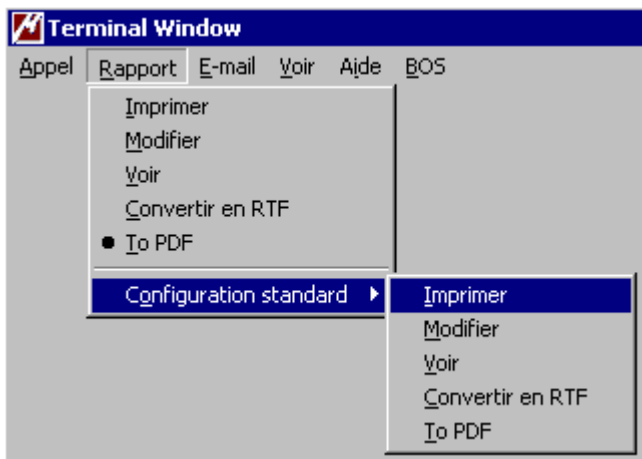 Terminal Window
Appel Rapport E-mail Voir Aide BOS
Imprimer
Modifier
Voir
Convertir en RTF
To PDF
Configuration standard
Imprimer
Modifier
Voir
Convertir en RTF
To PDF